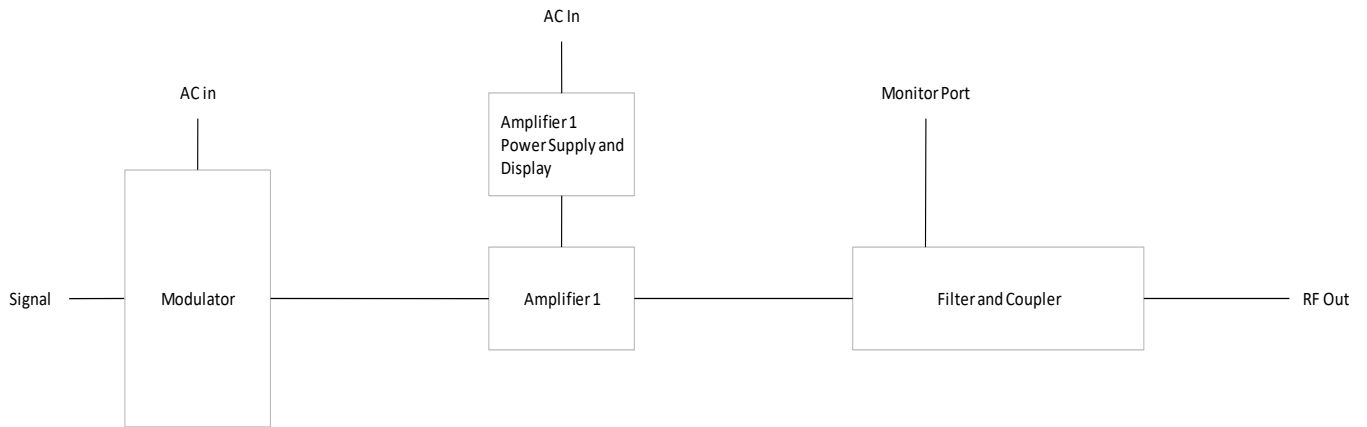 AC In
AC in
Amplifier 1
Power Supply and
Display
Monitor Port
Signal
Modulator
Amplifier 1
Filter and Coupler
RF Out